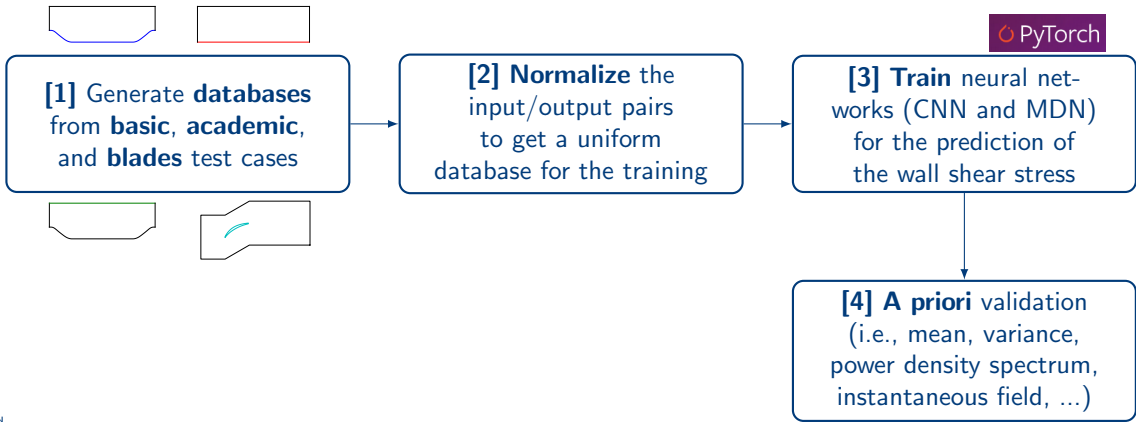 PyTorch
[1] Generate databases
from basic, academic,
and blades test cases
[2] Normalize the
input/output pairs
to get a uniform
database for the training
[3] Train neural net-
works (CNN and MDN)
for the prediction of
the wall shear stress
[4] A priori validation
(i.e., mean, variance,
power density spectrum,
instantaneous field, ...)